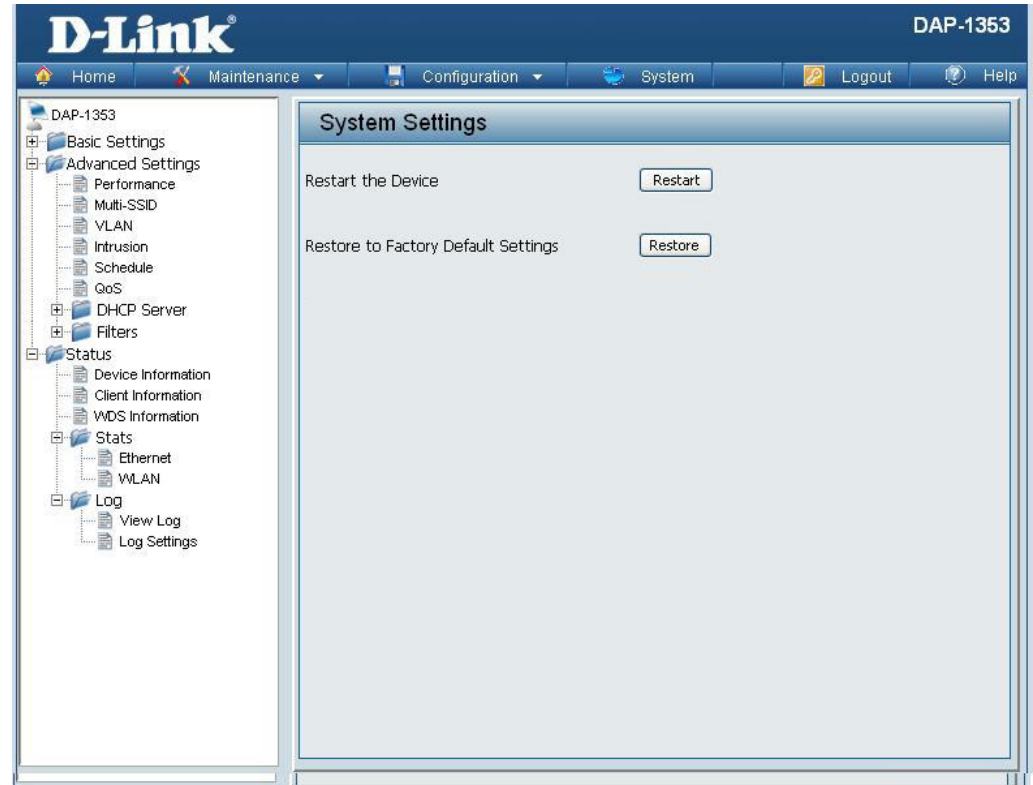 D-Link®
DAP-1353
Home Maintenance Configuration System Logout Help
DAP-1353
Basic Settings
Advanced Settings
Performance
Multi-SSID
VLAN
Intrusion
Schedule
QoS
DHCP Server
Filters
Status
Device Information
Client Information
WDS Information
Stats
Ethernet
WLAN
Log
View Log
Log Settings
System Settings
Restart the Device Restart
Restore to Factory Default Settings Restore